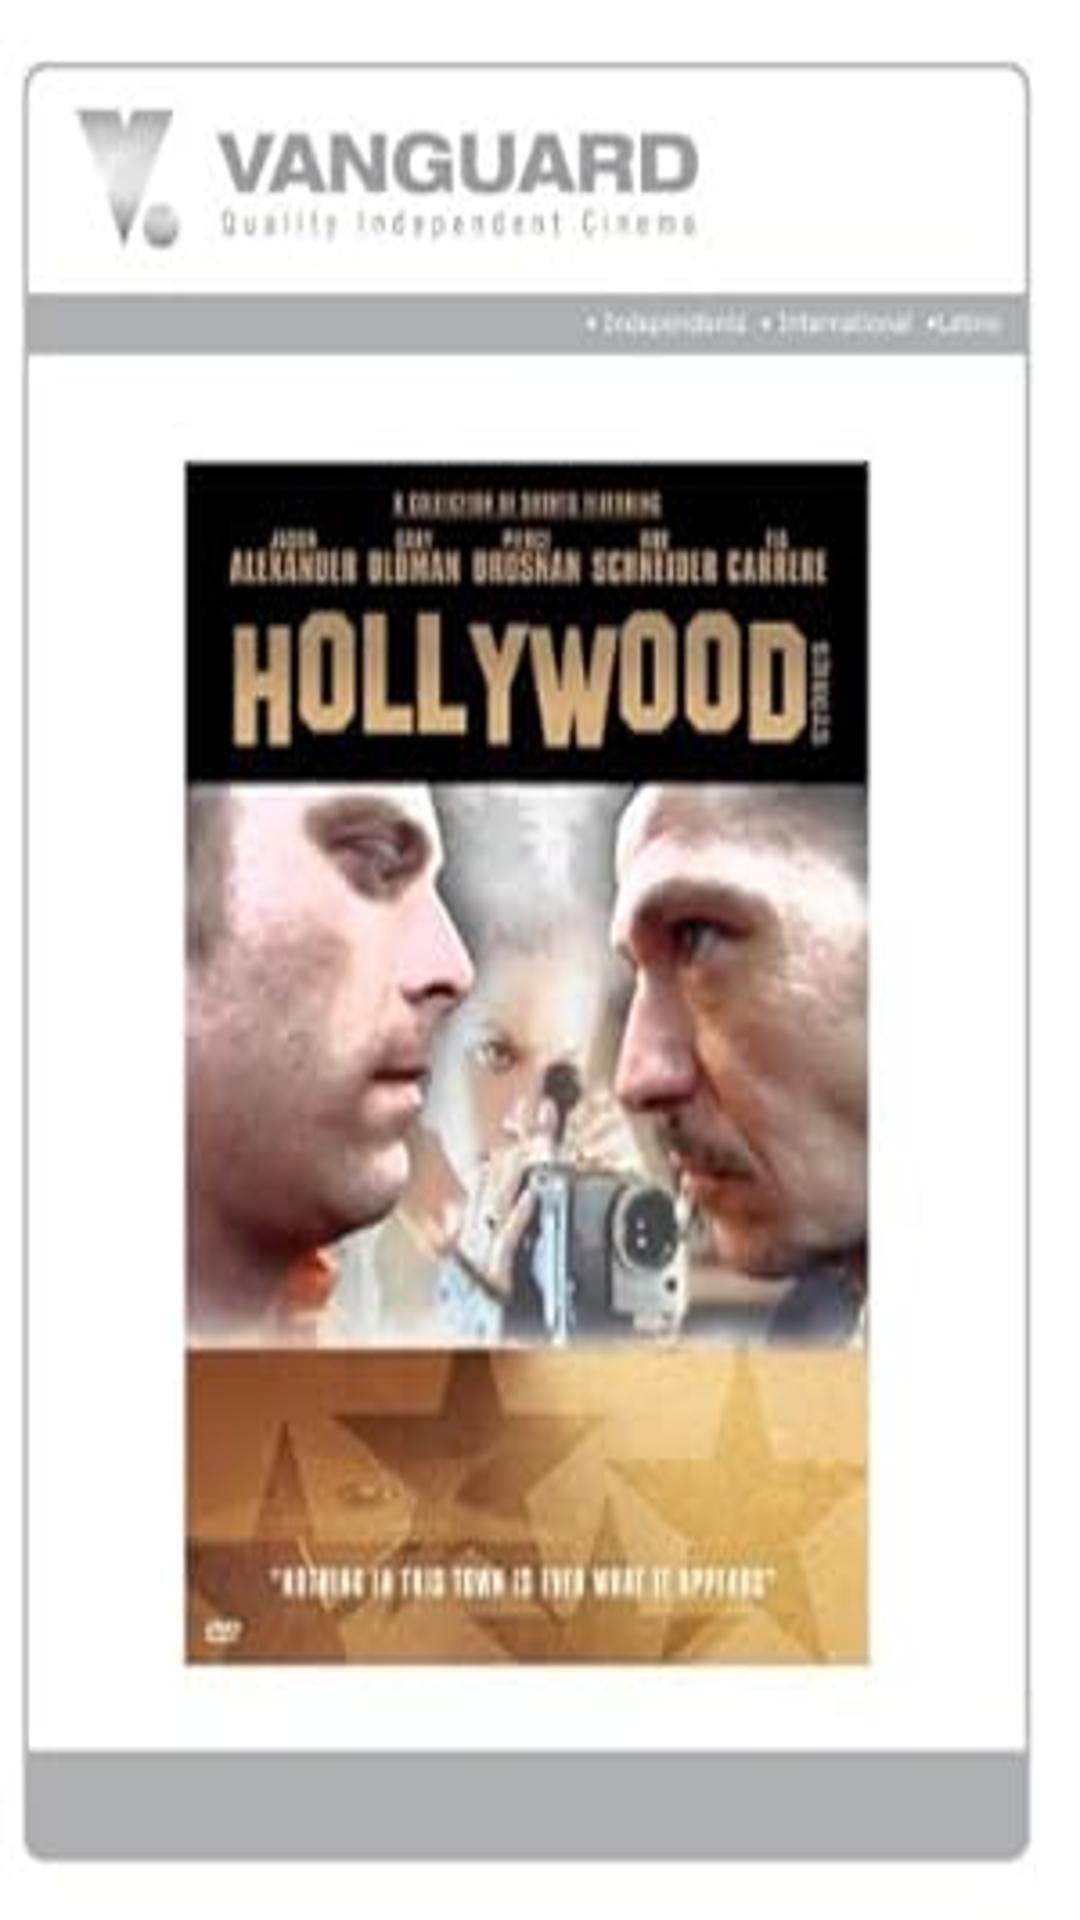 VANGUARD
Quality Independent Cinema
• Independents • International • Latino
A COLLECTION OF SHORTS FEATURING
JASON GARY PIERCE ROB TIA
ALEXANDER OLDMAN BROSNAN SCHNEIDER CARRERE
HOLLYWOOD
SHORTS
"NOTHING IN THIS TOWN IS EVER WHAT IT APPEARS"
DVD